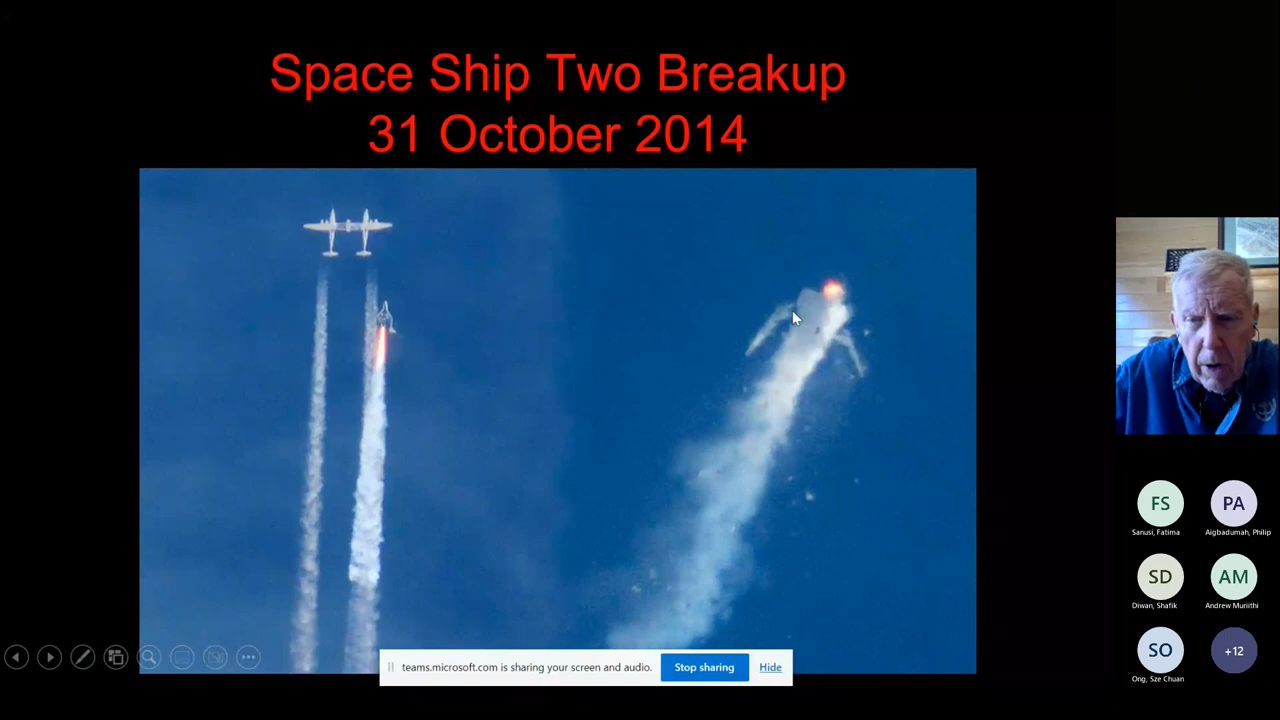 Space Ship Two Breakup
31 October 2014
teams.microsoft.com is sharing your screen and audio.
Stop sharing
Hide
FS
PA
Sanusi, Fatima
Aigbadumah, Philip
SD
AM
Diwan, Shafik
Andrew Muriithi
SO
+12
Ong, Sze Chuan